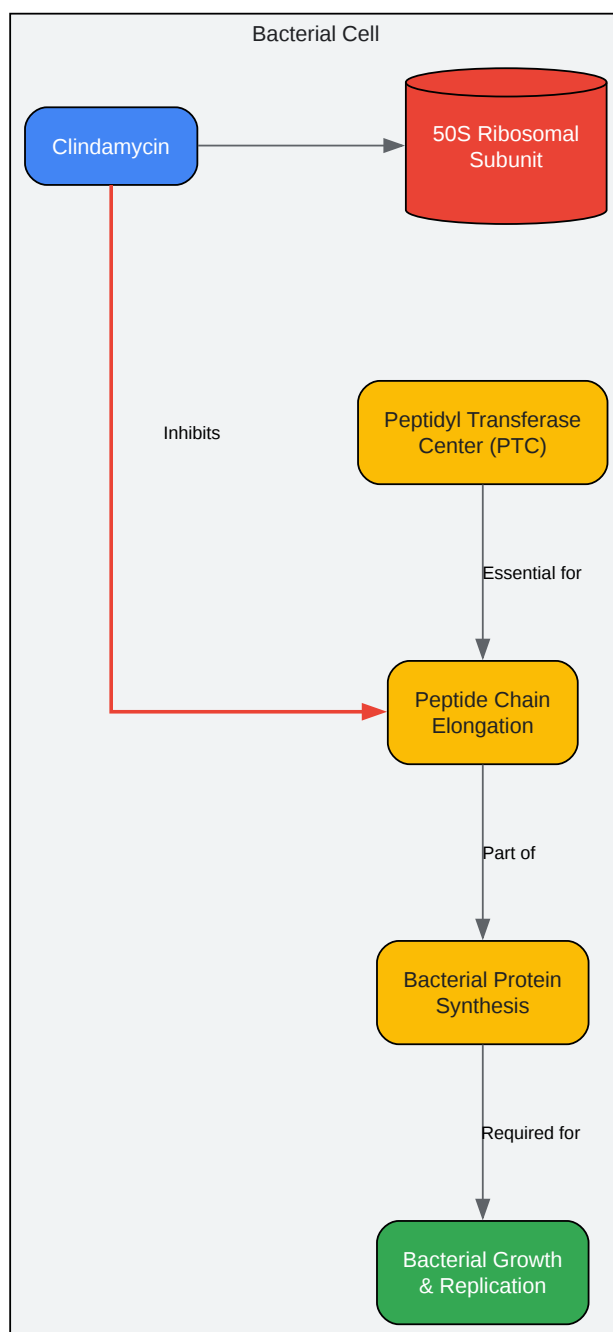 Bacterial Cell
Clindamycin
50S Ribosomal
Subunit
Inhibits
Peptidyl Transferase
Center (PTC)
Essential for
Peptide Chain
Elongation
Part of
Bacterial Protein
Synthesis
Required for
Bacterial Growth
& Replication